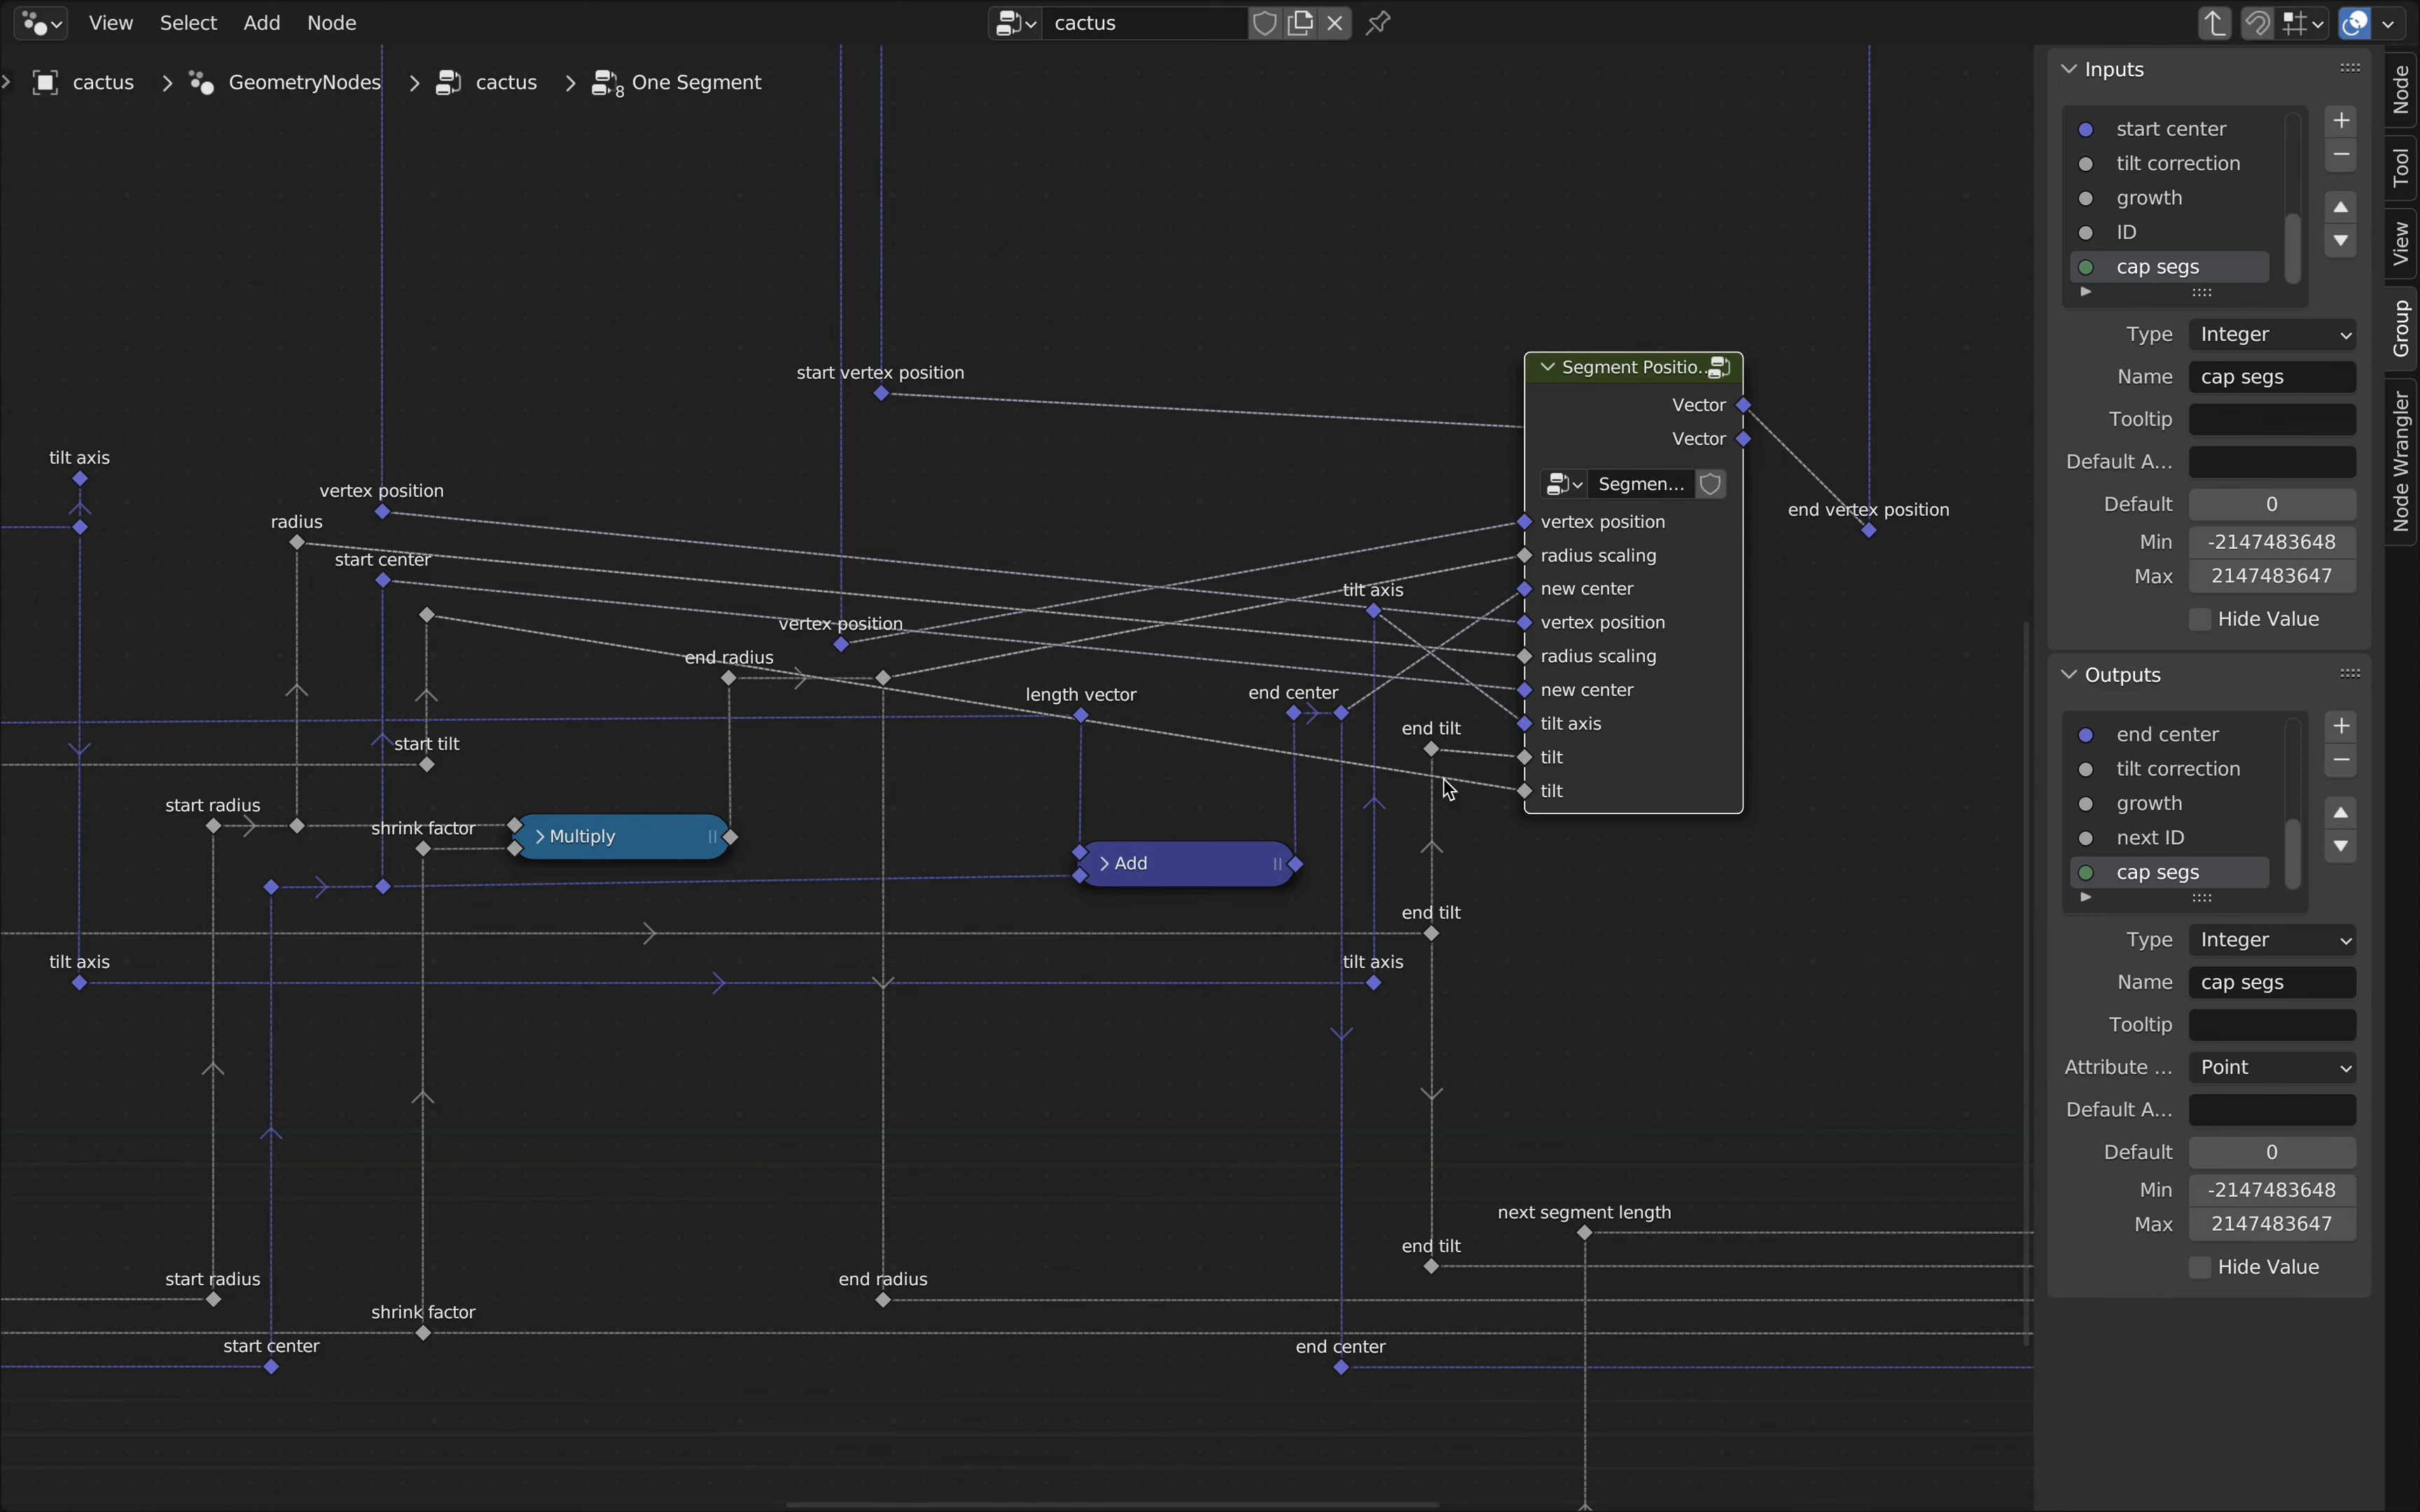 View Select Add Node
cactus
cactus GeometryNodes cactus 8 One Segment
start vertex position
tilt axis
vertex position
radius
start center
vertex position
end radius
length vector
end center
tilt axis
end tilt
start tilt
start radius
shrink factor
Multiply
Add
end tilt
tilt axis
tilt axis
start radius
shrink factor
start center
end radius
end center
end tilt
next segment length
end vertex position
Segment Positio..
Vector
Vector
Segmen...
vertex position
radius scaling
new center
vertex position
radius scaling
new center
tilt axis
tilt
tilt
Inputs
start center
tilt correction
growth
ID
cap segs
Type Integer
Name cap segs
Tooltip
Default A...
Default 0
Min -2147483648
Max 2147483647
Hide Value
Outputs
end center
tilt correction
growth
next ID
cap segs
Type Integer
Name cap segs
Tooltip
Attribute ... Point
Default A...
Default 0
Min -2147483648
Max 2147483647
Hide Value
Node
Tool
View
Group
Node Wrangler